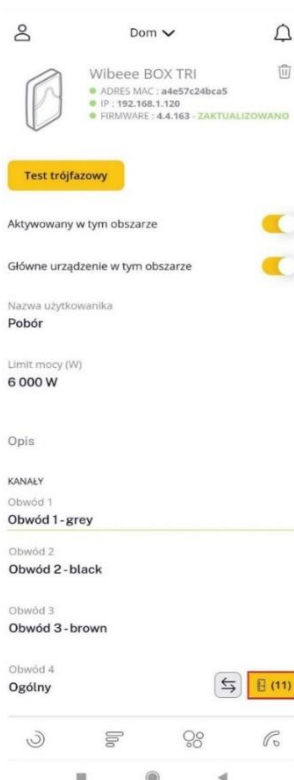 Dom
Wibeee BOX TRI
ADRES MAC : a4e57c24bca5
IP : 192.168.1.120
FIRMWARE : 4.4.163 - ZAKTUALIZOWANO
Test trójfazowy
Aktywowany w tym obszarze
Główne urządzenie w tym obszarze
Nazwa użytkowanika
Pobór
Limit mocy (W)
6 000 W
Opis
KANAŁY
Obwód 1
Obwód 1 - grey
Obwód 2
Obwód 2 - black
Obwód 3
Obwód 3 - brown
Obwód 4
Ogólny
(11)